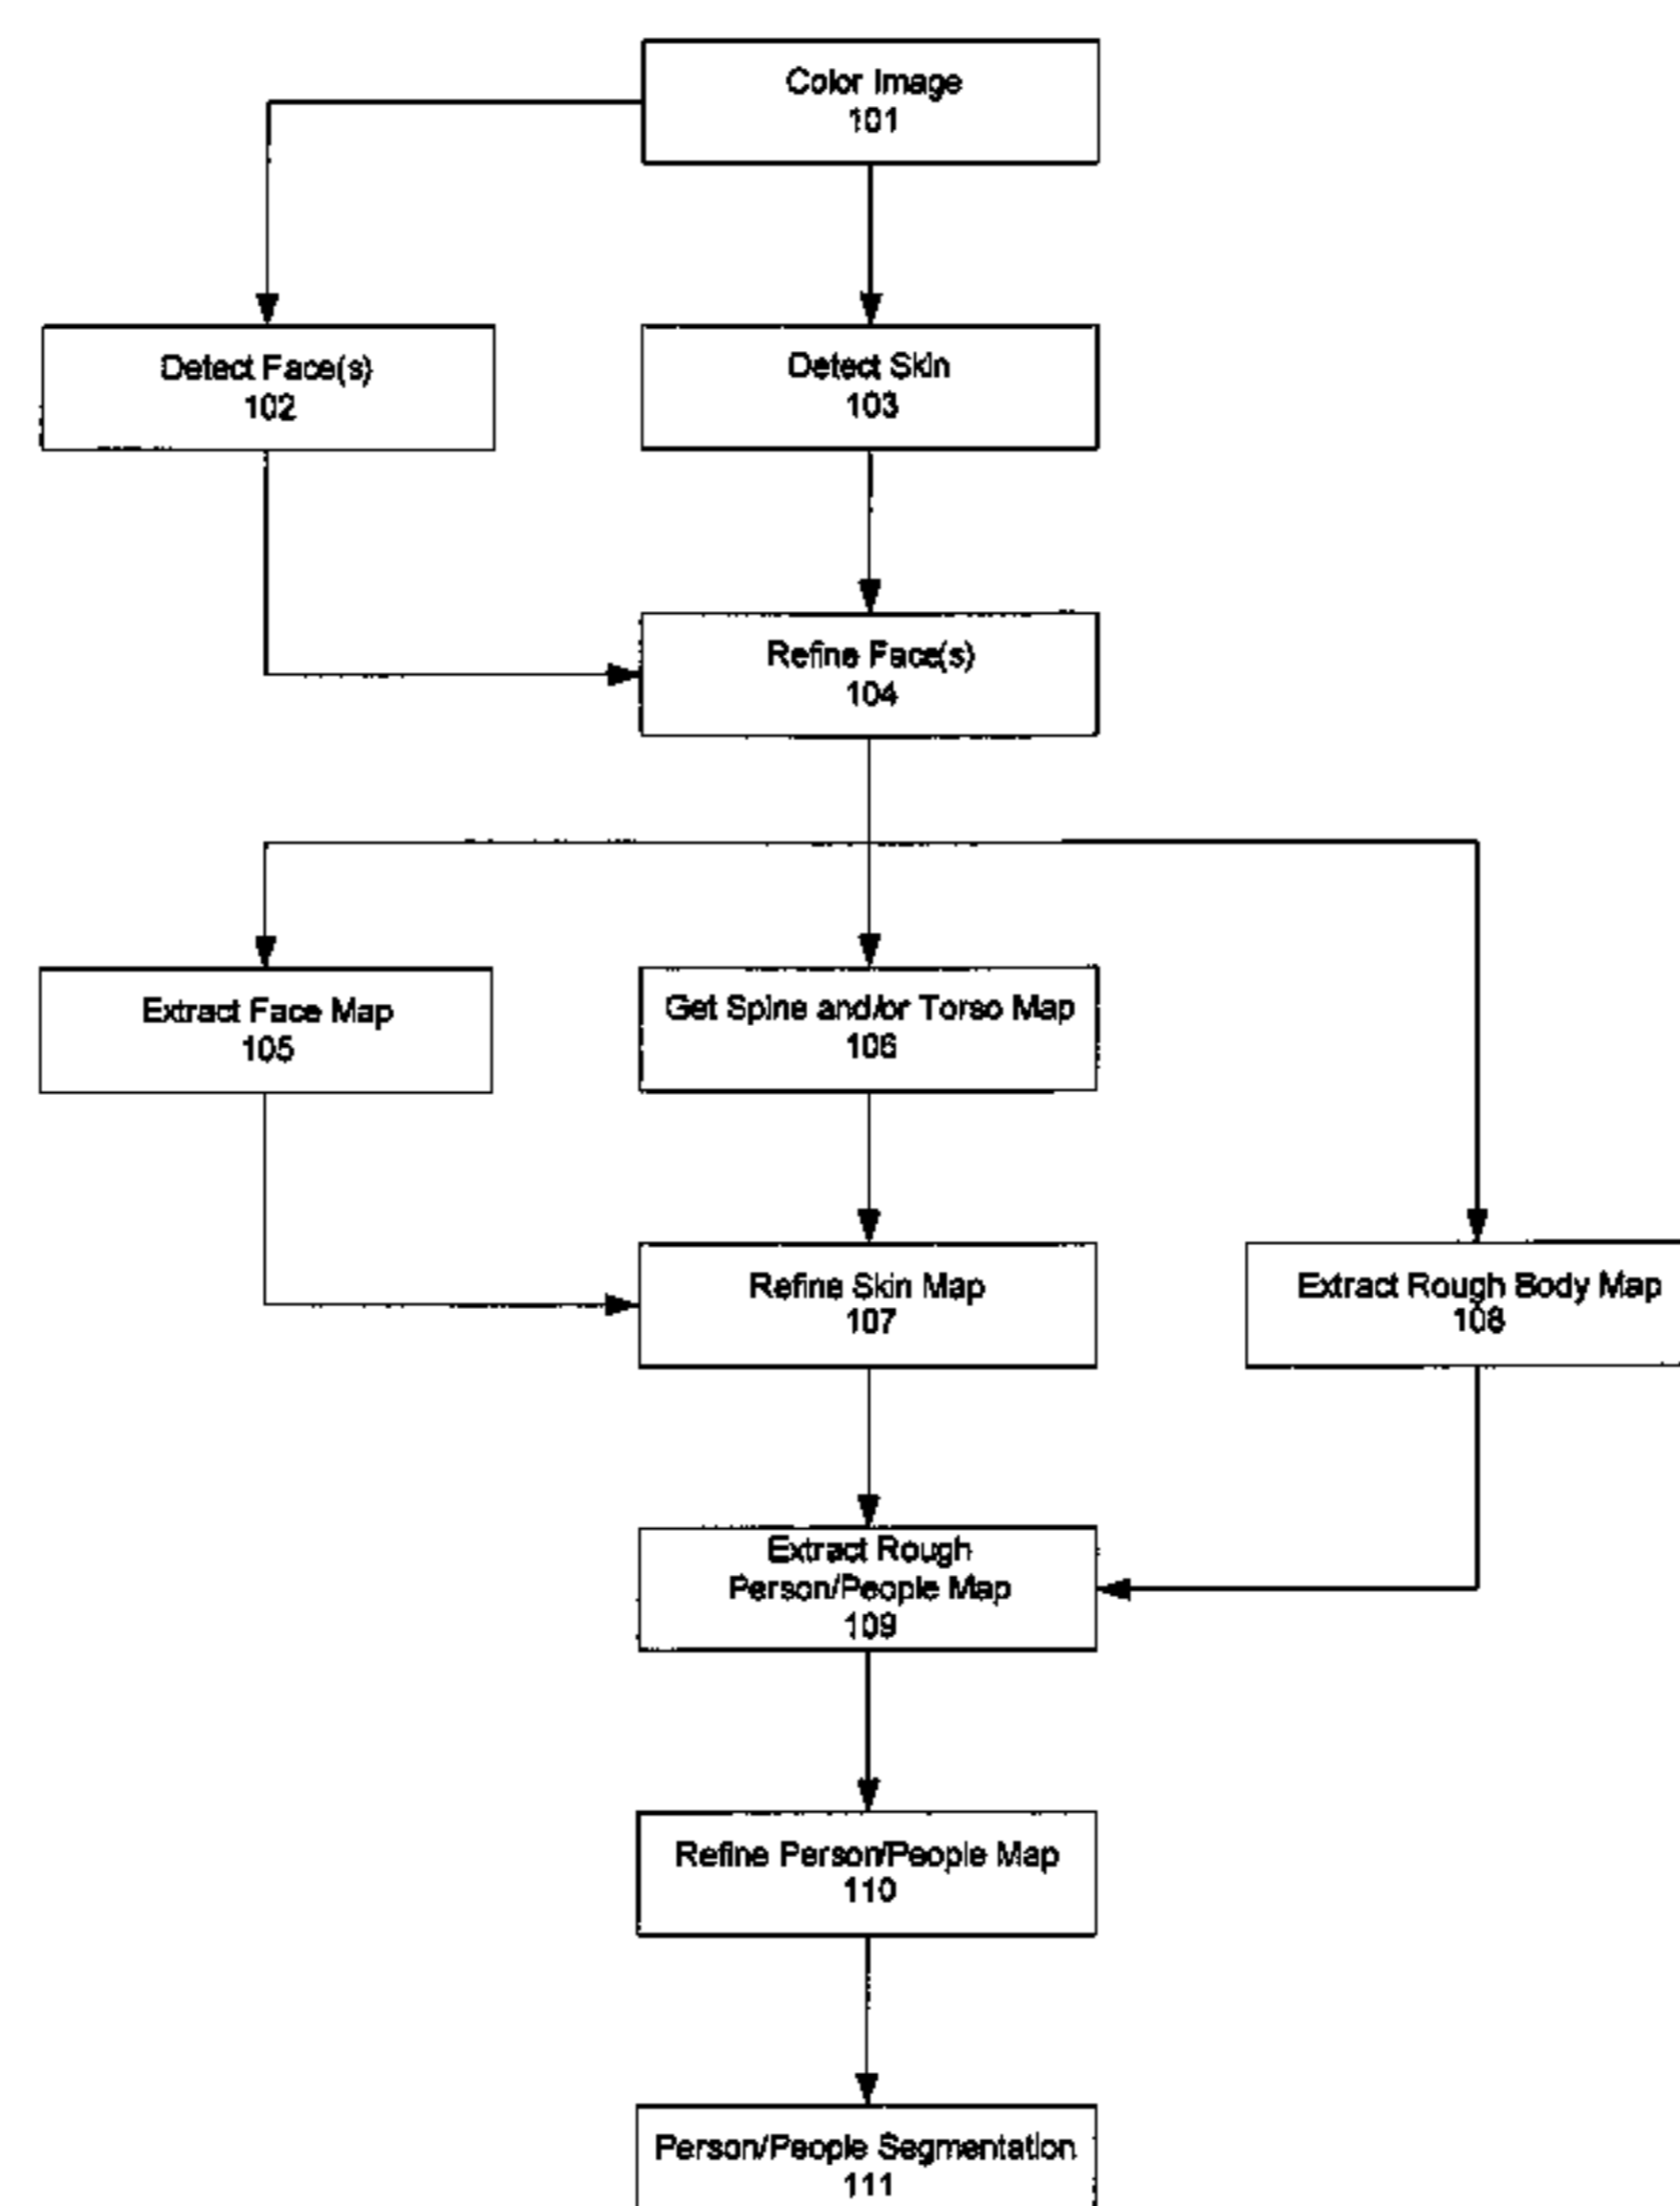 Color Image
101
Detect Face(s)
102
Detect Skin
103
Refine Face(s)
104
Extract Face Map
105
Get Spine and/or Torso Map
106
Refine Skin Map
107
Extract Rough Body Map
108
Extract Rough
Person/People Map
109
Refine Person/People Map
110
Person/People Segmentation
111